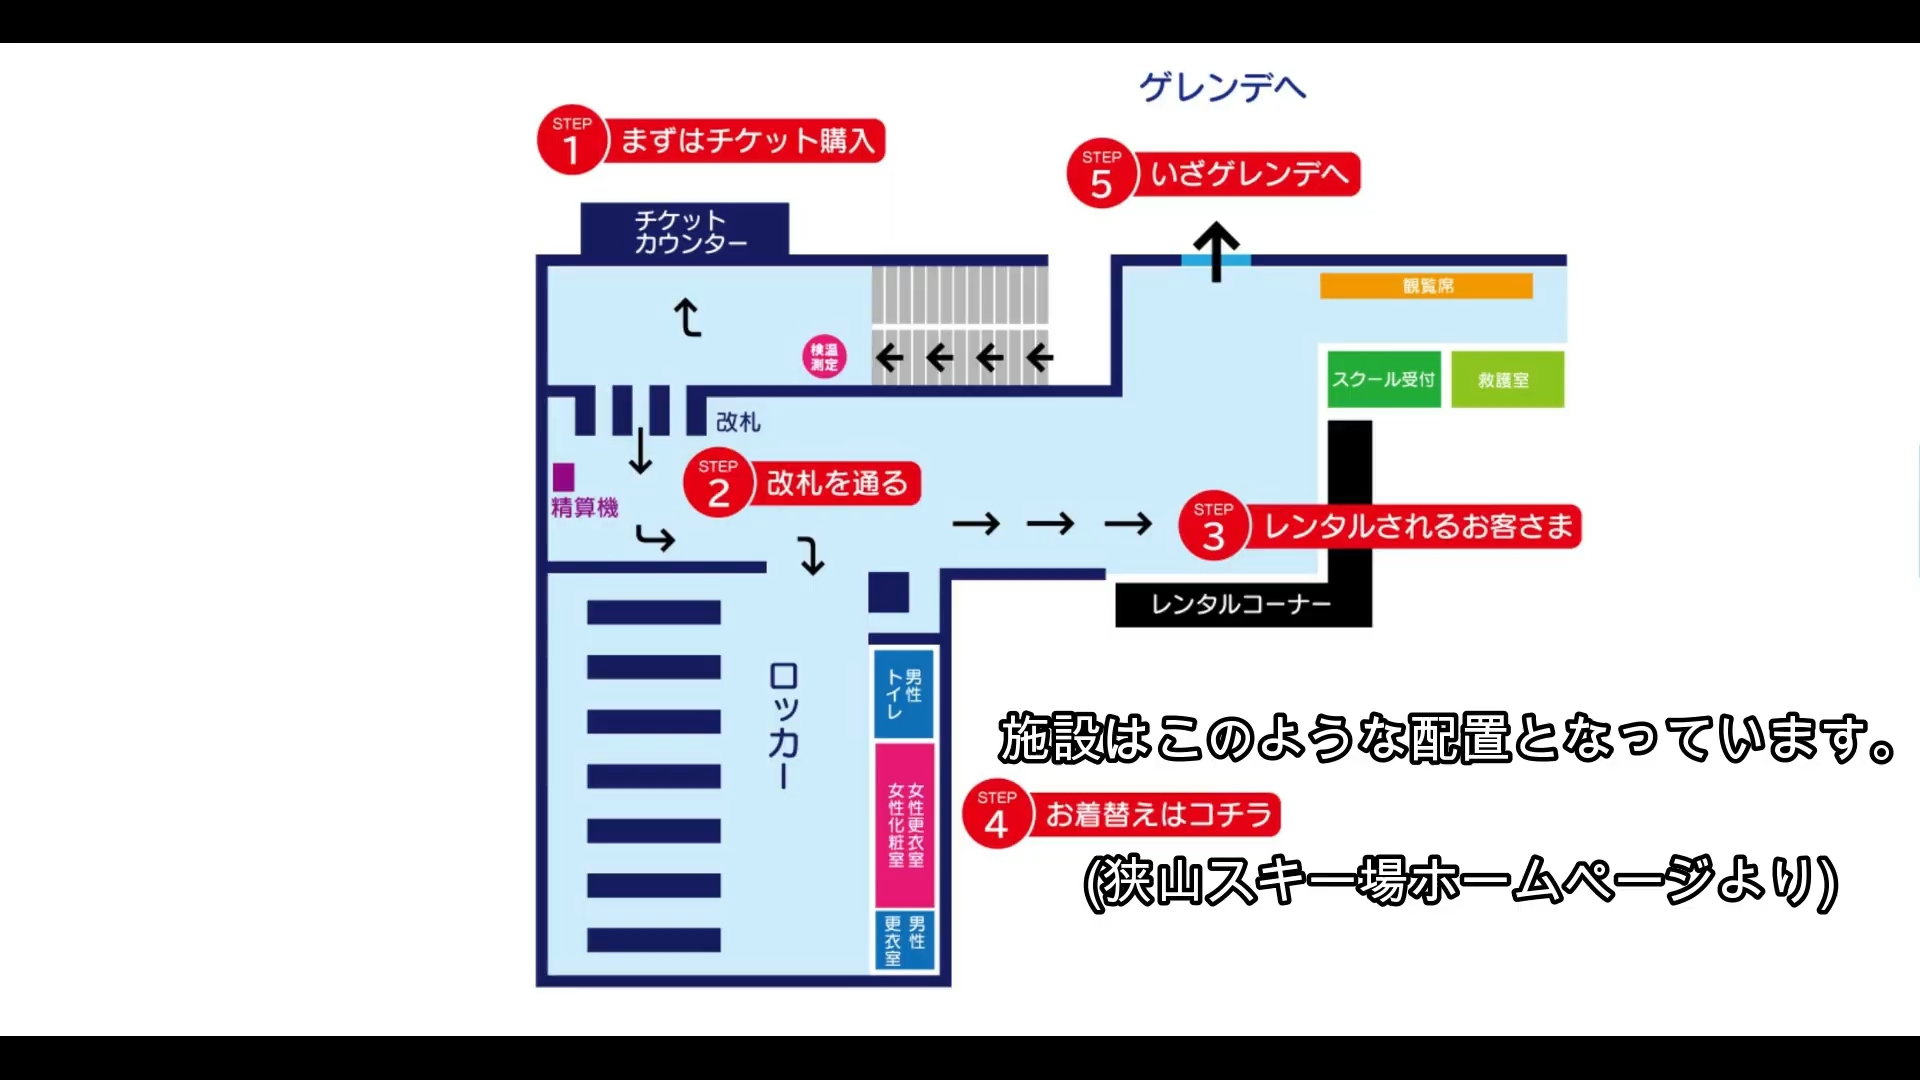 ゲレンデへ
STEP
1
まずはチケット購入
STEP
5
いざゲレンデへ
チケット
カウンター
観覧席
検温
測定
スクール受付
救護室
改札
STEP
2
改札を通る
精算機
STEP
3
レンタルされるお客さま
レンタルコーナー
ロッカー
男性
トイレ
施設はこのような配置となっています。
女性更衣室
女性化粧室
STEP
4
お着替えはコチラ
(狭山スキー場ホームページより)
男性
更衣室